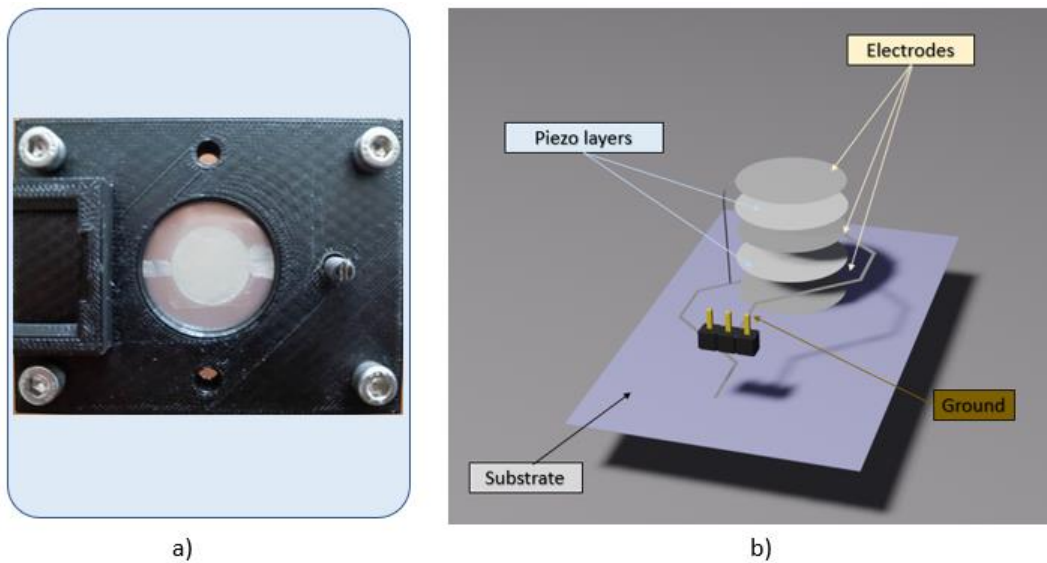 Electrodes
Piezo layers
Ground
Substrate
a)
b)